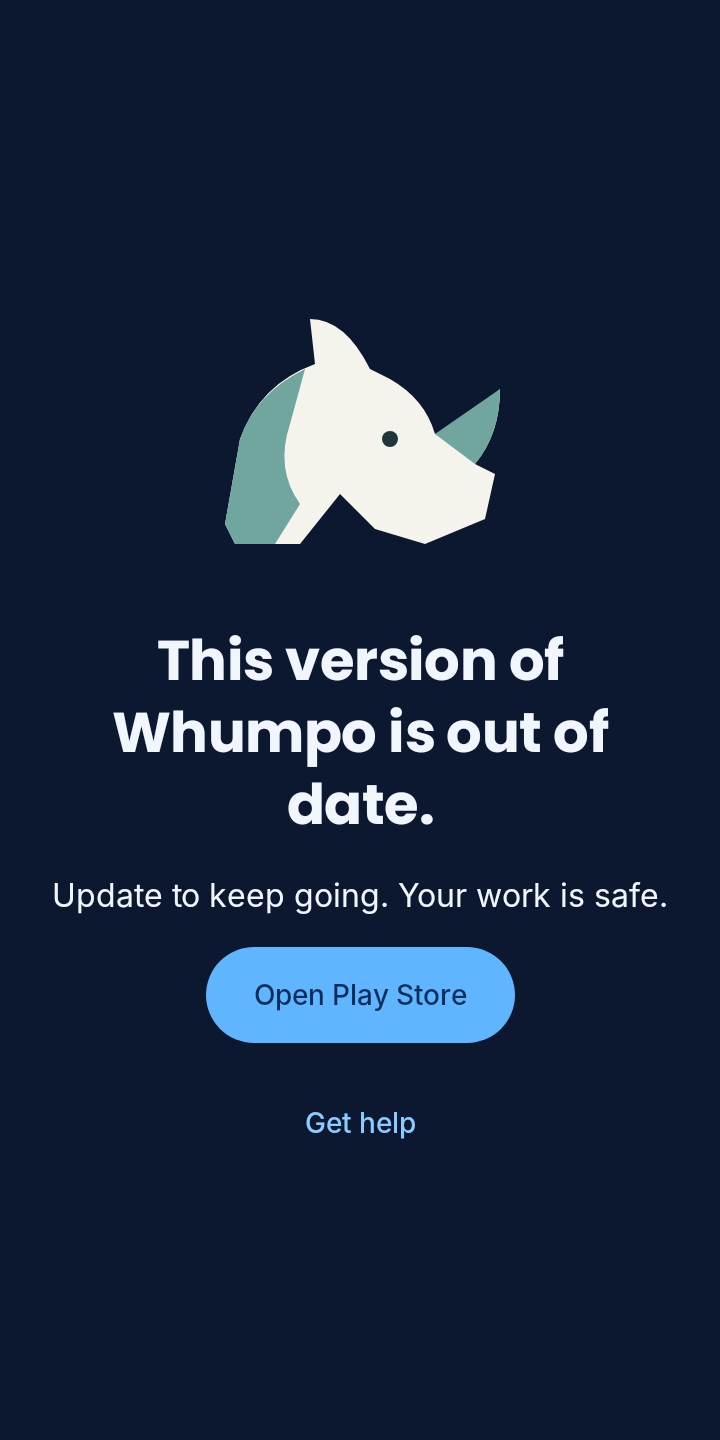 This version of
Whumpo is out of
date.
Update to keep going. Your work is safe.
Open Play Store
Get help